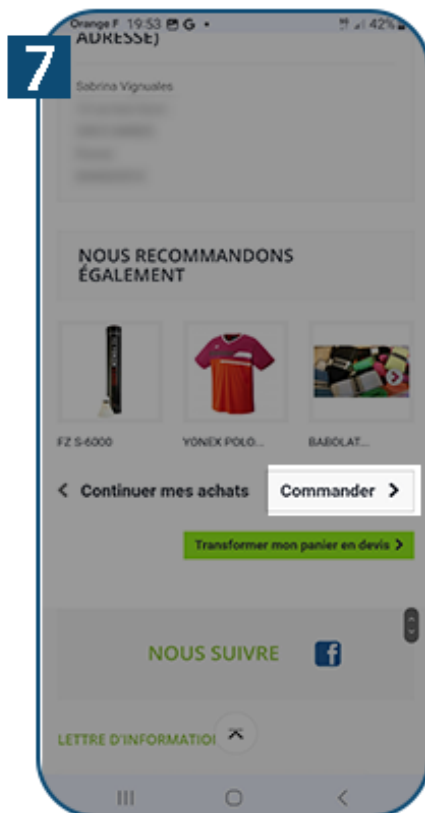 7
Orange F 19:53 G • 42%
ADRESSE)
Sabrina Vignuales
NOUS RECOMMANDONS
ÉGALEMENT
FZ S-6000 YONEX POLO... BABOLAT...
Continuer mes achats Commander
Transformer mon panier en devis
NOUS SUIVRE f
LETTRE D'INFORMATIO